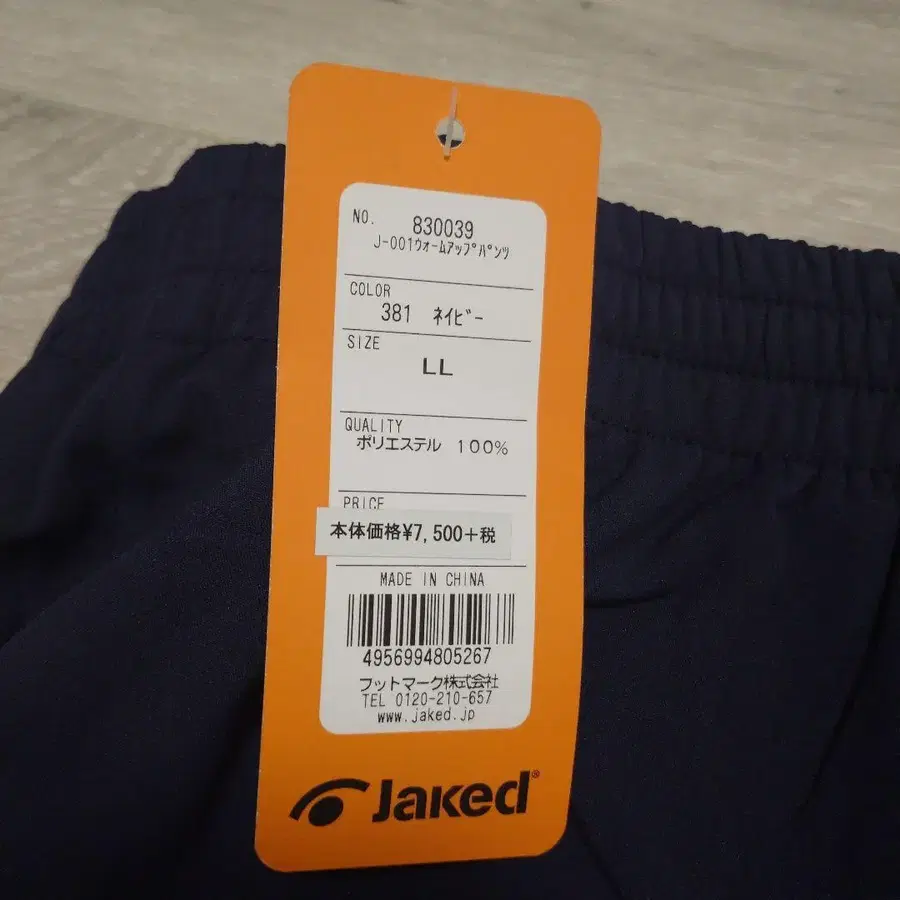 NO. 830039
J-001ｳｫｰﾑｱｯﾌﾟﾊﾟﾝﾂ
COLOR
381 ﾈｲﾋﾞｰ
SIZE
LL
QUALITY
ポリエステル 100%
PRICE
本体価格¥7,500+税
MADE IN CHINA
4956994805267
フットマーク株式会社
TEL 0120-210-657
www.jaked.jp
Jaked®